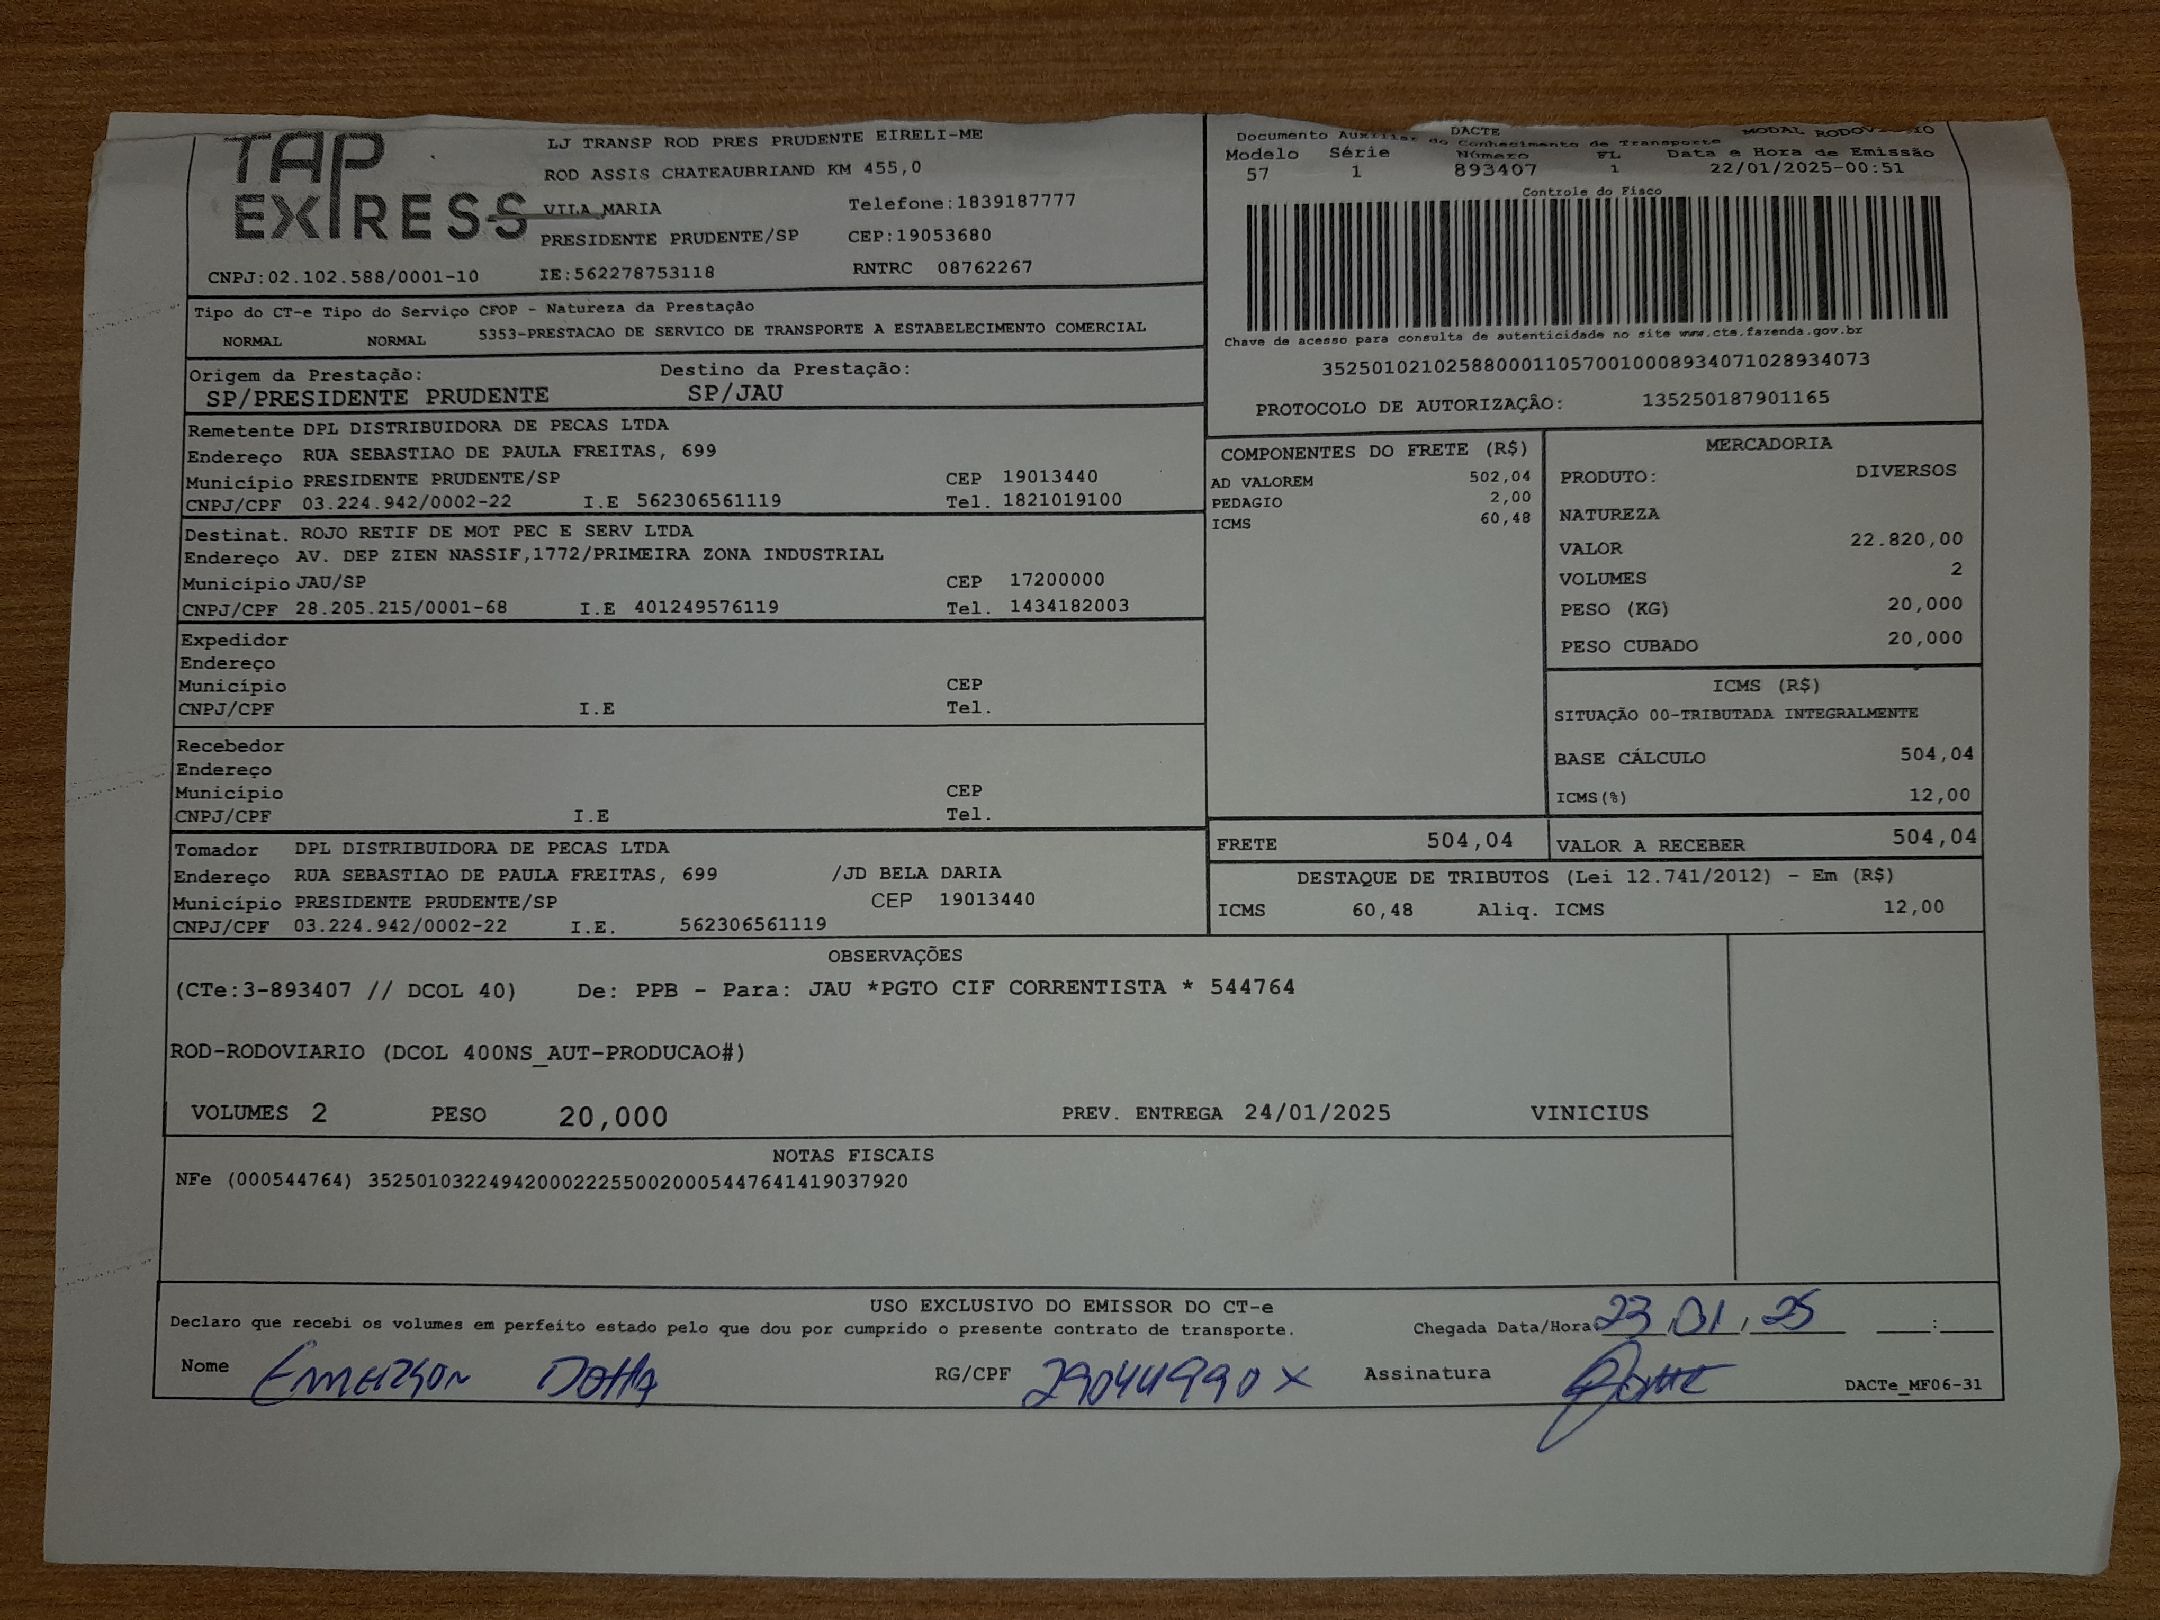 TAP
EXPRESS
LJ TRANSP ROD PRES PRUDENTE EIRELI-ME
ROD ASSIS CHATEAUBRIAND KM 455,0
VILA MARIA Telefone:1839187777
PRESIDENTE PRUDENTE/SP CEP:19053680
CNPJ:02.102.588/0001-10 IE:562278753118 RNTRC 08762267
DACTE MODAL RODOVIARIO
Documento Auxiliar do Conhecimento de Transporte
Modelo Série Número FL Data e Hora de Emissão
57 1 893407 1 22/01/2025-00:51
Controle do Fisco
Chave de acesso para consulta de autenticidade no site www.cte.fazenda.gov.br
35250102102588000110570010008934071028934073
PROTOCOLO DE AUTORIZAÇÃO: 135250187901165
Tipo do CT-e Tipo do Serviço CFOP - Natureza da Prestação
NORMAL NORMAL 5353-PRESTACAO DE SERVICO DE TRANSPORTE A ESTABELECIMENTO COMERCIAL
Origem da Prestação: Destino da Prestação:
SP/PRESIDENTE PRUDENTE SP/JAU
Remetente DPL DISTRIBUIDORA DE PECAS LTDA
Endereço RUA SEBASTIAO DE PAULA FREITAS, 699
Município PRESIDENTE PRUDENTE/SP CEP 19013440
CNPJ/CPF 03.224.942/0002-22 I.E 562306561119 Tel. 1821019100
Destinat. ROJO RETIF DE MOT PEC E SERV LTDA
Endereço AV. DEP ZIEN NASSIF,1772/PRIMEIRA ZONA INDUSTRIAL
Município JAU/SP CEP 17200000
CNPJ/CPF 28.205.215/0001-68 I.E 401249576119 Tel. 1434182003
Expedidor
Endereço
Município CEP
CNPJ/CPF I.E Tel.
Recebedor
Endereço
Município CEP
CNPJ/CPF I.E Tel.
Tomador DPL DISTRIBUIDORA DE PECAS LTDA
Endereço RUA SEBASTIAO DE PAULA FREITAS, 699 /JD BELA DARIA
Município PRESIDENTE PRUDENTE/SP CEP 19013440
CNPJ/CPF 03.224.942/0002-22 I.E. 562306561119
COMPONENTES DO FRETE (R$)
AD VALOREM 502,04
PEDAGIO 2,00
ICMS 60,48
MERCADORIA
PRODUTO: DIVERSOS
NATUREZA
VALOR 22.820,00
VOLUMES 2
PESO (KG) 20,000
PESO CUBADO 20,000
ICMS (R$)
SITUAÇÃO 00-TRIBUTADA INTEGRALMENTE
BASE CÁLCULO 504,04
ICMS(%) 12,00
FRETE 504,04 VALOR A RECEBER 504,04
DESTAQUE DE TRIBUTOS (Lei 12.741/2012) - Em (R$)
ICMS 60,48 Aliq. ICMS 12,00
OBSERVAÇÕES
(CTe:3-893407 // DCOL 40) De: PPB - Para: JAU *PGTO CIF CORRENTISTA * 544764
ROD-RODOVIARIO (DCOL 400NS_AUT-PRODUCAO#)
VOLUMES 2 PESO 20,000 PREV. ENTREGA 24/01/2025 VINICIUS
NOTAS FISCAIS
NFe (000544764) 35250103224942000222550020005447641419037920
USO EXCLUSIVO DO EMISSOR DO CT-e
Declaro que recebi os volumes em perfeito estado pelo que dou por cumprido o presente contrato de transporte. Chegada Data/Hora: 23,01,25 :
Nome Emerson Dotta RG/CPF 29044990X Assinatura DACTe_MF06-31